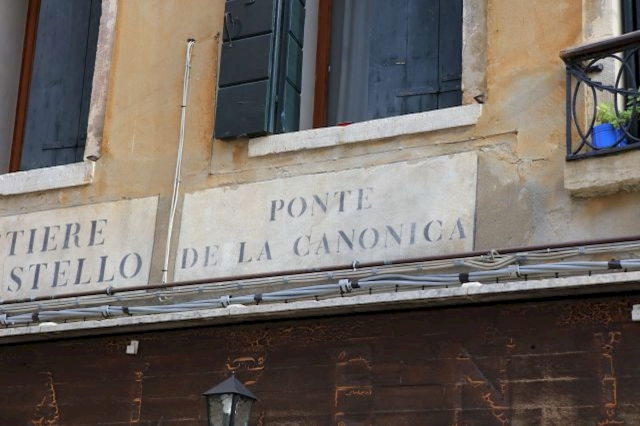 TIERE
STELLO
PONTE
DE LA CANONICA